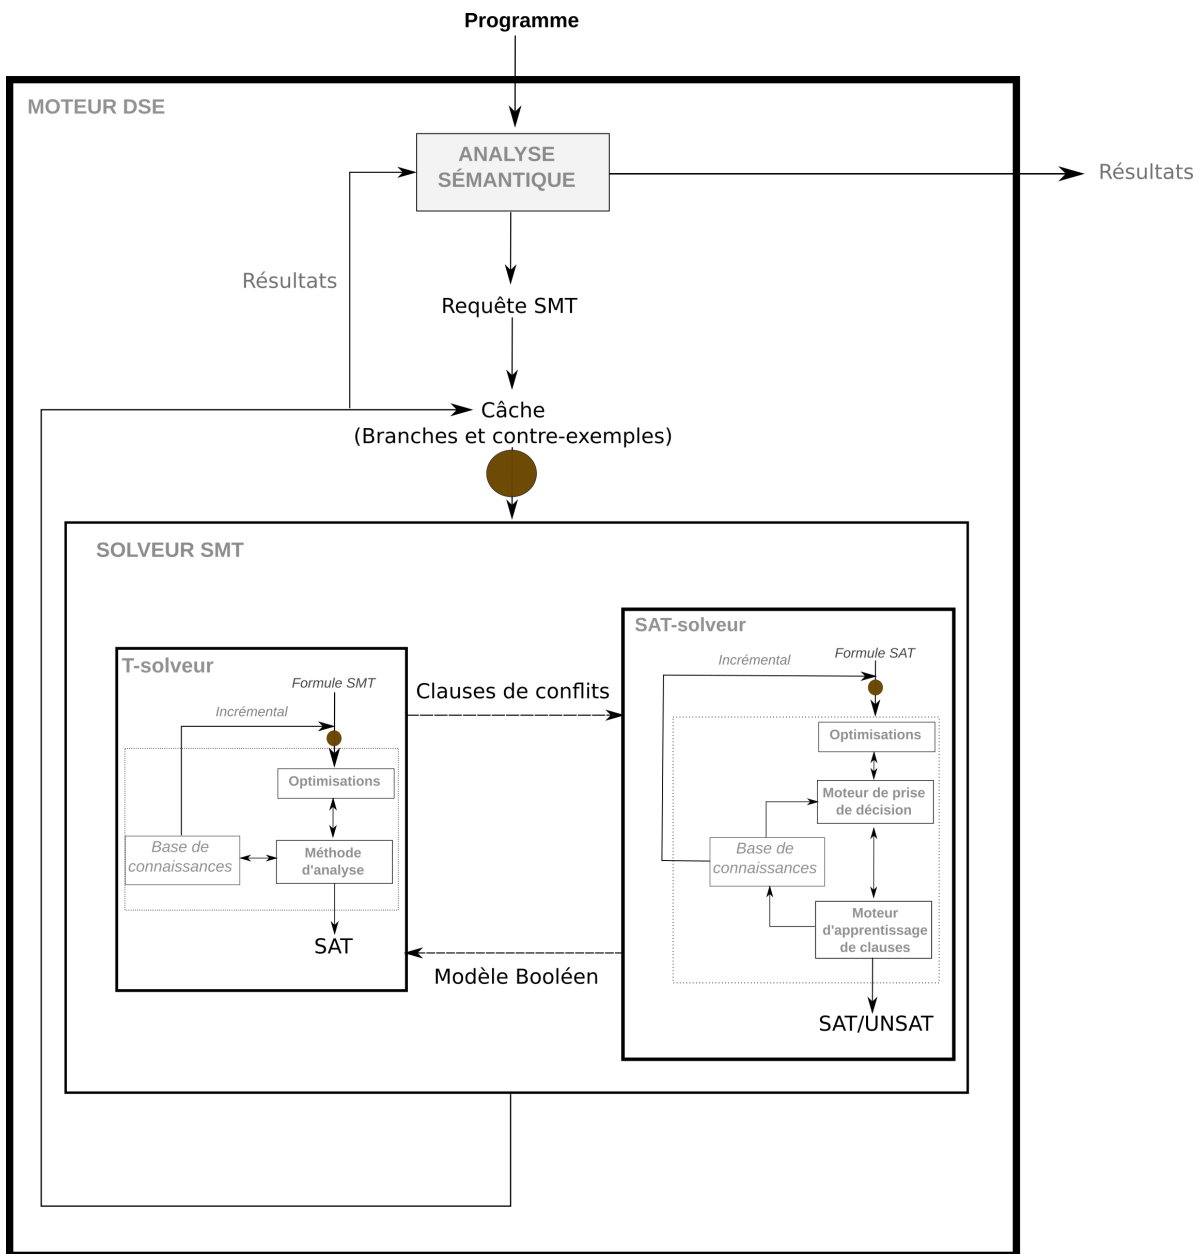 Programme
MOTEUR DSE
ANALYSE
SÉMANTIQUE
Résultats
Résultats
Requête SMT
Câche
(Branches et contre-exemples)
SOLVEUR SMT
T-solveur
Formule SMT
Incrémental
Optimisations
Base de
connaissances
Méthode
d'analyse
SAT
Clauses de conflits
Modèle Booléen
SAT-solveur
Formule SAT
Incrémental
Optimisations
Moteur de prise
de décision
Base de
connaissances
Moteur
d'apprentissage
de clauses
SAT/UNSAT